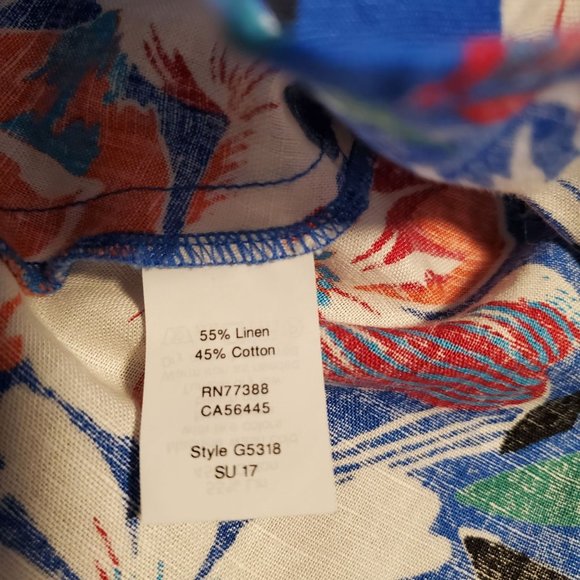 55% Linen
45% Cotton
RN77388
CA56445
Style G5318
SU 17